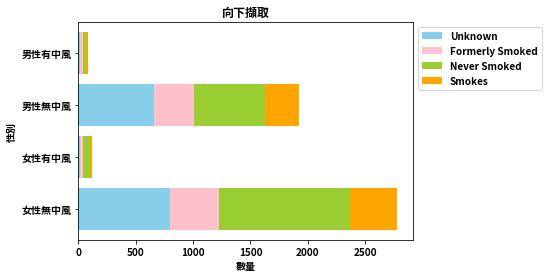 向下擷取
Unknown
Formerly Smoked
Never Smoked
Smokes
性別
男性有中風
男性無中風
女性有中風
女性無中風
0 500 1000 1500 2000 2500
數量